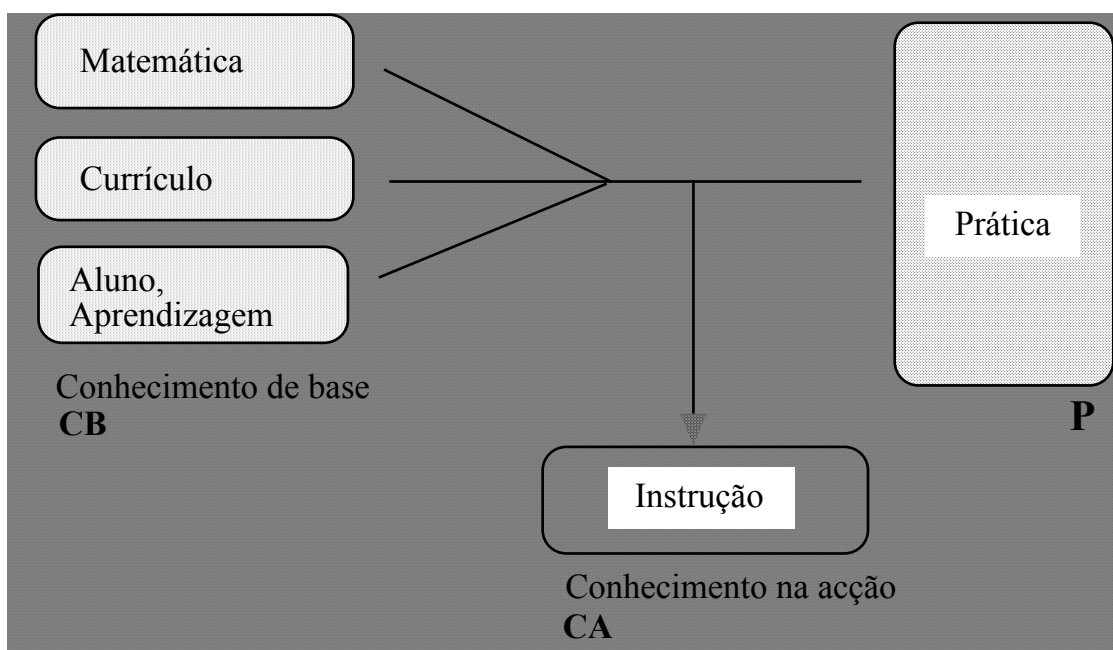 Matemática
Currículo
Aluno,
Aprendizagem
Conhecimento de base
CB
Prática
P
Instrução
Conhecimento na acção
CA